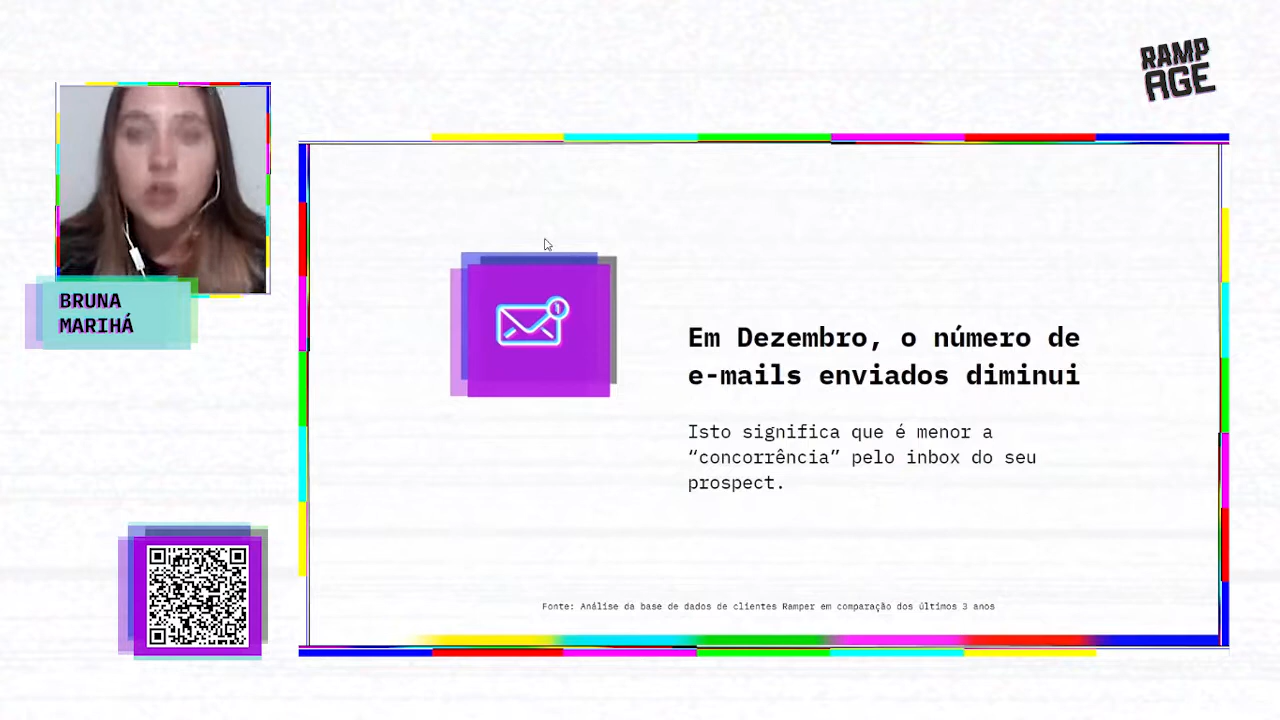 RAMP
AGE
BRUNA
MARIHÁ
Em Dezembro, o número de
e-mails enviados diminui
Isto significa que é menor a
“concorrência” pelo inbox do seu
prospect.
Fonte: Análise da base de dados de clientes Ramper em comparação dos últimos 3 anos